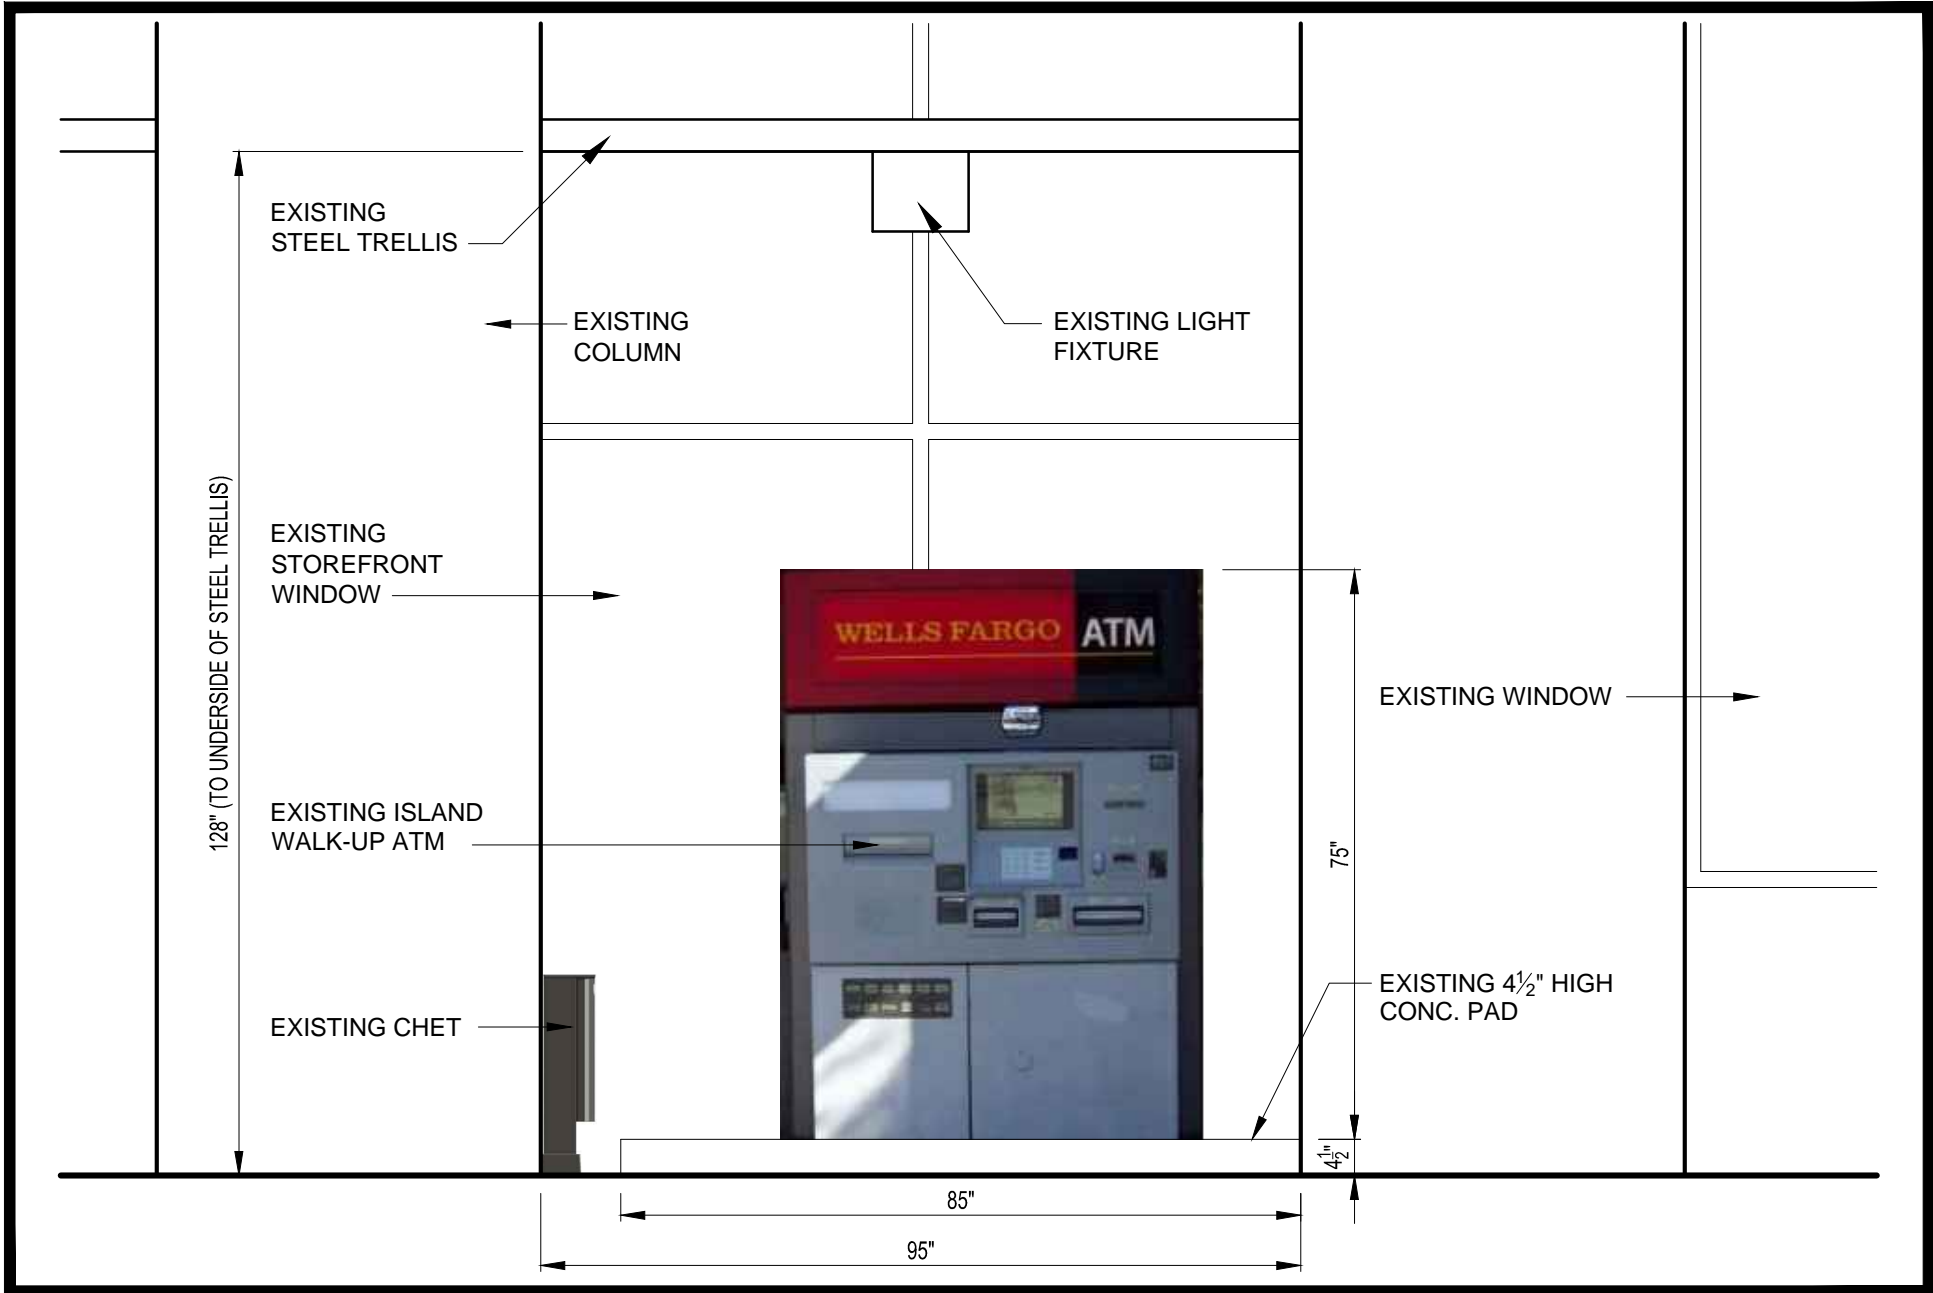 EXISTING
STEEL TRELLIS
EXISTING
COLUMN
EXISTING LIGHT
FIXTURE
128" (TO UNDERSIDE OF STEEL TRELLIS)
EXISTING
STOREFRONT
WINDOW
WELLS FARGO ATM
EXISTING WINDOW
EXISTING ISLAND
WALK-UP ATM
75"
EXISTING 4½" HIGH
CONC. PAD
EXISTING CHET
4½"
85"
95"